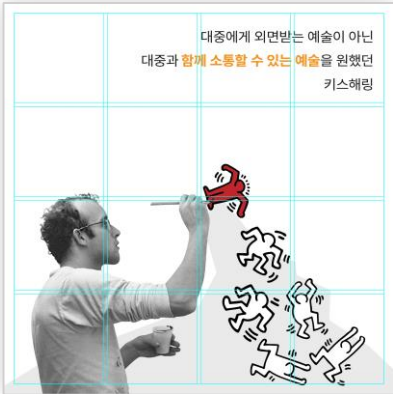 대중에게 외면받는 예술이 아닌
대중과 함께 소통할 수 있는 예술을 원했던
키스해링